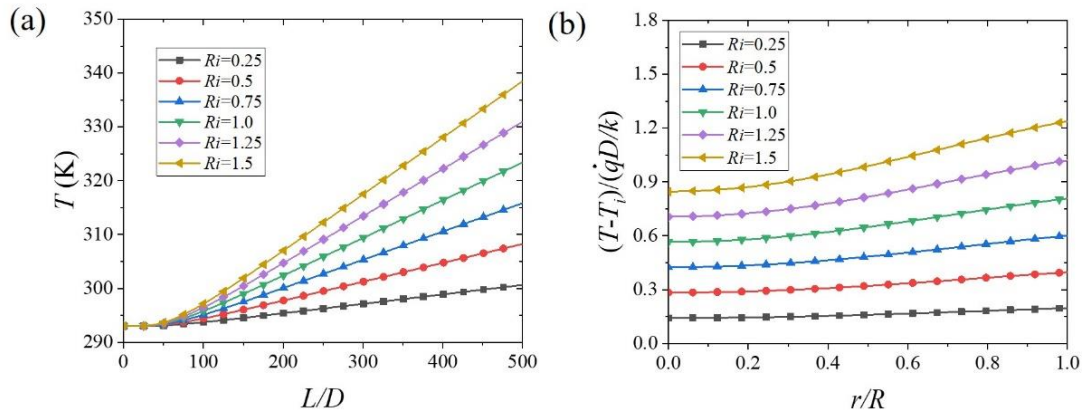 (a)
350
340
330
320
310
300
290
T (K)
Ri=0.25
Ri=0.5
Ri=0.75
Ri=1.0
Ri=1.25
Ri=1.5
0 100 200 300 400 500
L/D
(b)
1.8
1.5
1.2
0.9
0.6
0.3
0.0
(T-Ti)/(q̇D/k)
Ri=0.25
Ri=0.5
Ri=0.75
Ri=1.0
Ri=1.25
Ri=1.5
0.0 0.2 0.4 0.6 0.8 1.0
r/R